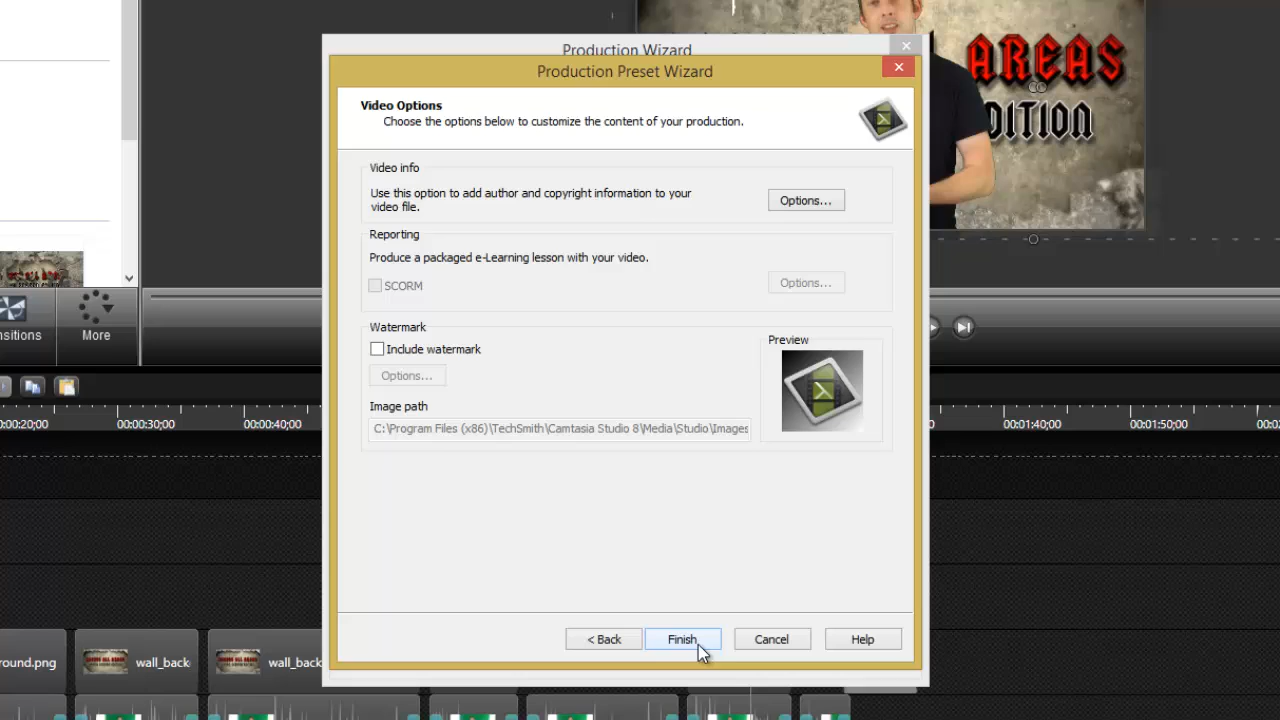 Production Wizard
Production Preset Wizard
AREAS
DITION
Video Options
Choose the options below to customize the content of your production.
Video info
Use this option to add author and copyright information to your
video file.
Options...
Reporting
Produce a packaged e-Learning lesson with your video.
SCORM
Options...
Watermark
Include watermark
Options...
Preview
Image path
C:\Program Files (x86)\TechSmith\Camtasia Studio 8\Media\Studio\Images
nsitions
More
0:00:20;00
00:00:30;00
00:00:40;00
00:01:40;00
00:01:50;00
< Back
Finish
Cancel
Help
round.png
wall_back
wall_back